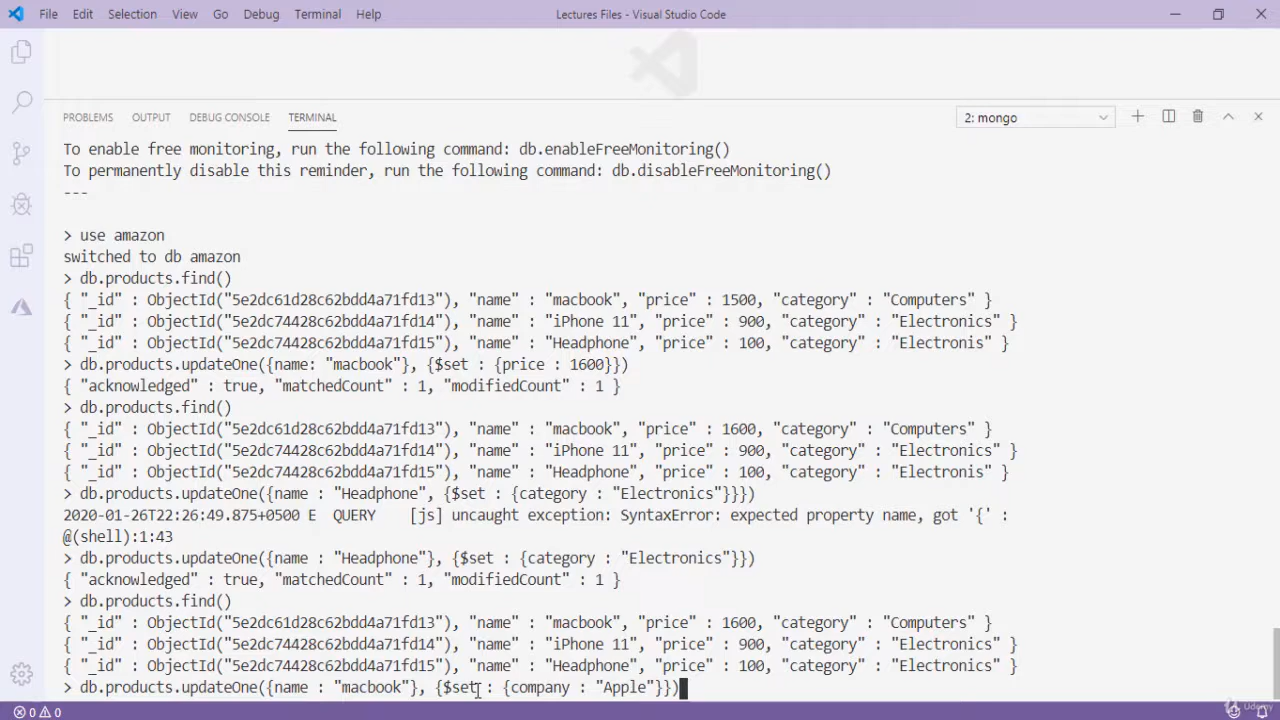 File Edit Selection View Go Debug Terminal Help Lectures Files - Visual Studio Code
PROBLEMS OUTPUT DEBUG CONSOLE TERMINAL 2: mongo
To enable free monitoring, run the following command: db.enableFreeMonitoring()
To permanently disable this reminder, run the following command: db.disableFreeMonitoring()
---
> use amazon
switched to db amazon
> db.products.find()
{ "_id" : ObjectId("5e2dc61d28c62bdd4a71fd13"), "name" : "macbook", "price" : 1500, "category" : "Computers" }
{ "_id" : ObjectId("5e2dc74428c62bdd4a71fd14"), "name" : "iPhone 11", "price" : 900, "category" : "Electronics" }
{ "_id" : ObjectId("5e2dc74428c62bdd4a71fd15"), "name" : "Headphone", "price" : 100, "category" : "Electronis" }
> db.products.updateOne({name: "macbook"}, {$set : {price : 1600}})
{ "acknowledged" : true, "matchedCount" : 1, "modifiedCount" : 1 }
> db.products.find()
{ "_id" : ObjectId("5e2dc61d28c62bdd4a71fd13"), "name" : "macbook", "price" : 1600, "category" : "Computers" }
{ "_id" : ObjectId("5e2dc74428c62bdd4a71fd14"), "name" : "iPhone 11", "price" : 900, "category" : "Electronics" }
{ "_id" : ObjectId("5e2dc74428c62bdd4a71fd15"), "name" : "Headphone", "price" : 100, "category" : "Electronis" }
> db.products.updateOne({name : "Headphone", {$set : {category : "Electronics"}}})
2020-01-26T22:26:49.875+0500 E QUERY [js] uncaught exception: SyntaxError: expected property name, got '{' :
@(shell):1:43
> db.products.updateOne({name : "Headphone"}, {$set : {category : "Electronics"}})
{ "acknowledged" : true, "matchedCount" : 1, "modifiedCount" : 1 }
> db.products.find()
{ "_id" : ObjectId("5e2dc61d28c62bdd4a71fd13"), "name" : "macbook", "price" : 1600, "category" : "Computers" }
{ "_id" : ObjectId("5e2dc74428c62bdd4a71fd14"), "name" : "iPhone 11", "price" : 900, "category" : "Electronics" }
{ "_id" : ObjectId("5e2dc74428c62bdd4a71fd15"), "name" : "Headphone", "price" : 100, "category" : "Electronics" }
> db.products.updateOne({name : "macbook"}, {$set : {company : "Apple"}})
0 0 Udemy